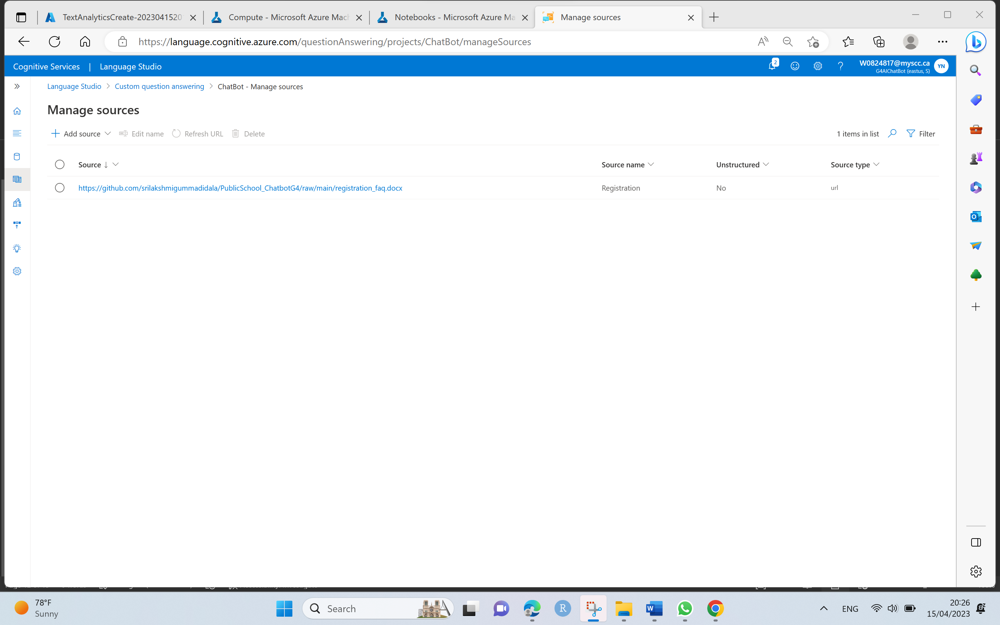 TextAnalyticsCreate-20230415201
Compute - Microsoft Azure Mach
Notebooks - Microsoft Azure Ma
Manage sources
https://language.cognitive.azure.com/questionAnswering/projects/ChatBot/manageSources
Cognitive Services | Language Studio
2
W0824817@myscc.ca
G4AIChatBot (eastus, S)
YN
Language Studio > Custom question answering > ChatBot - Manage sources
Manage sources
Add source
Edit name
Refresh URL
Delete
1 items in list
Filter
Source
Source name
Unstructured
Source type
https://github.com/srilakshmigummadidala/PublicSchool_ChatbotG4/raw/main/registration_faq.docx
Registration
No
url
78°F
Sunny
Search
ENG
20:26
15/04/2023